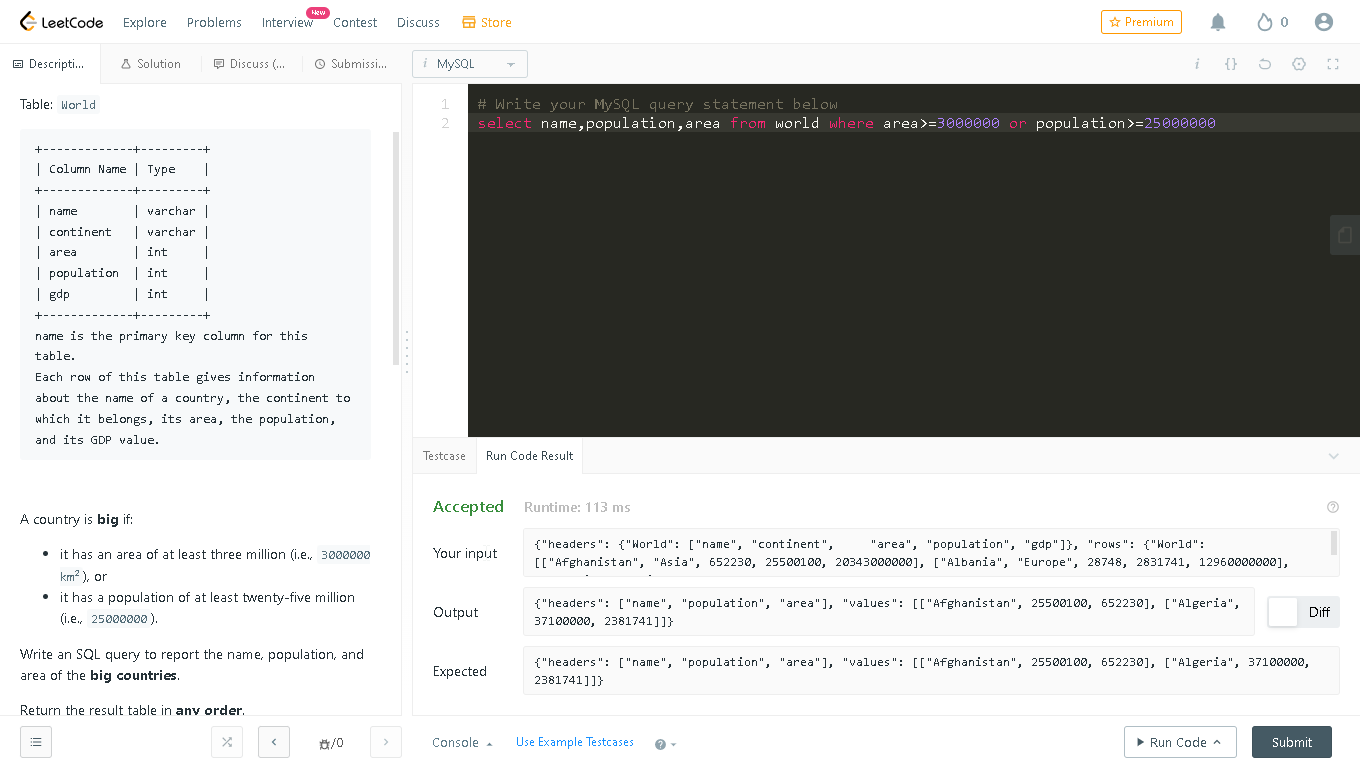 LeetCode Explore Problems Interview New Contest Discuss Store Premium 0
Descripti... Solution Discuss (... Submissi... i MySQL i {}
Table: World
+-------------+---------+
| Column Name | Type    |
+-------------+---------+
| name        | varchar |
| continent   | varchar |
| area        | int     |
| population  | int     |
| gdp         | int     |
+-------------+---------+
name is the primary key column for this
table.
Each row of this table gives information
about the name of a country, the continent to
which it belongs, its area, the population,
and its GDP value.
A country is big if:
• it has an area of at least three million (i.e., 3000000
km²), or
• it has a population of at least twenty-five million
(i.e., 25000000).
Write an SQL query to report the name, population, and
area of the big countries.
Return the result table in any order.
/0
1 # Write your MySQL query statement below
2 select name,population,area from world where area>=3000000 or population>=25000000
Testcase Run Code Result
Accepted Runtime: 113 ms
Your input
{"headers": {"World": ["name", "continent",     "area", "population", "gdp"]}, "rows": {"World":
[["Afghanistan", "Asia", 652230, 25500100, 20343000000], ["Albania", "Europe", 28748, 2831741, 12960000000],
Output
{"headers": ["name", "population", "area"], "values": [["Afghanistan", 25500100, 652230], ["Algeria",
37100000, 2381741]]}
Diff
Expected
{"headers": ["name", "population", "area"], "values": [["Afghanistan", 25500100, 652230], ["Algeria", 37100000,
2381741]]}
Console Use Example Testcases ? Run Code Submit